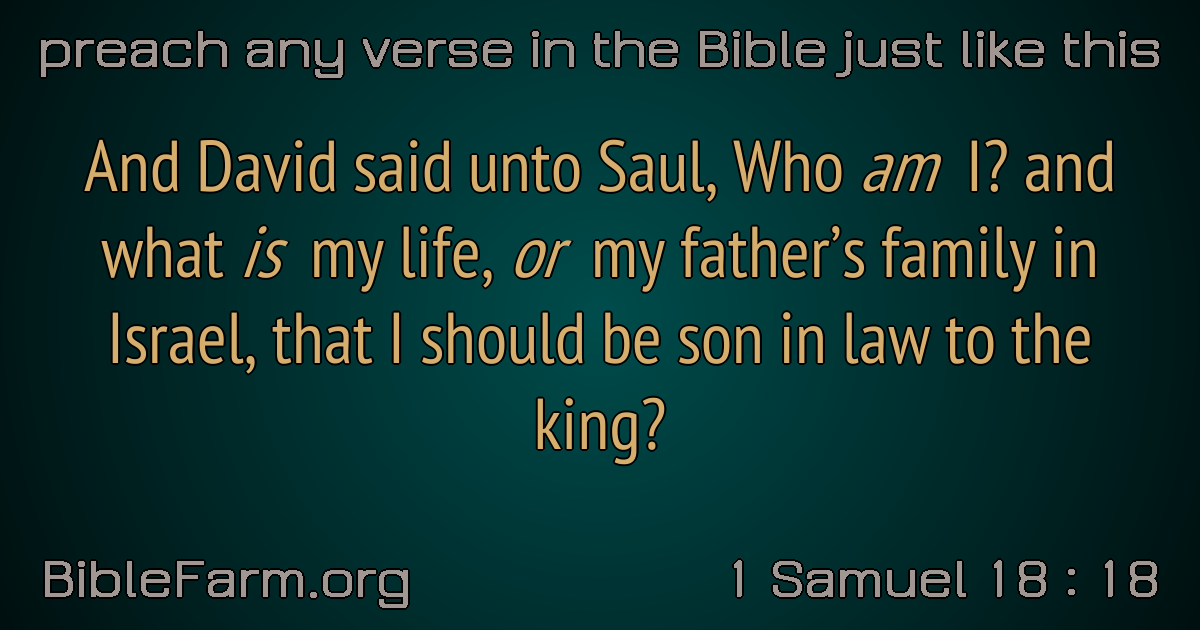 preach any verse in the Bible just like this
And David said unto Saul, Who am I? and
what is my life, or my father’s family in
Israel, that I should be son in law to the
king?
BibleFarm.org
1 Samuel 18 : 18